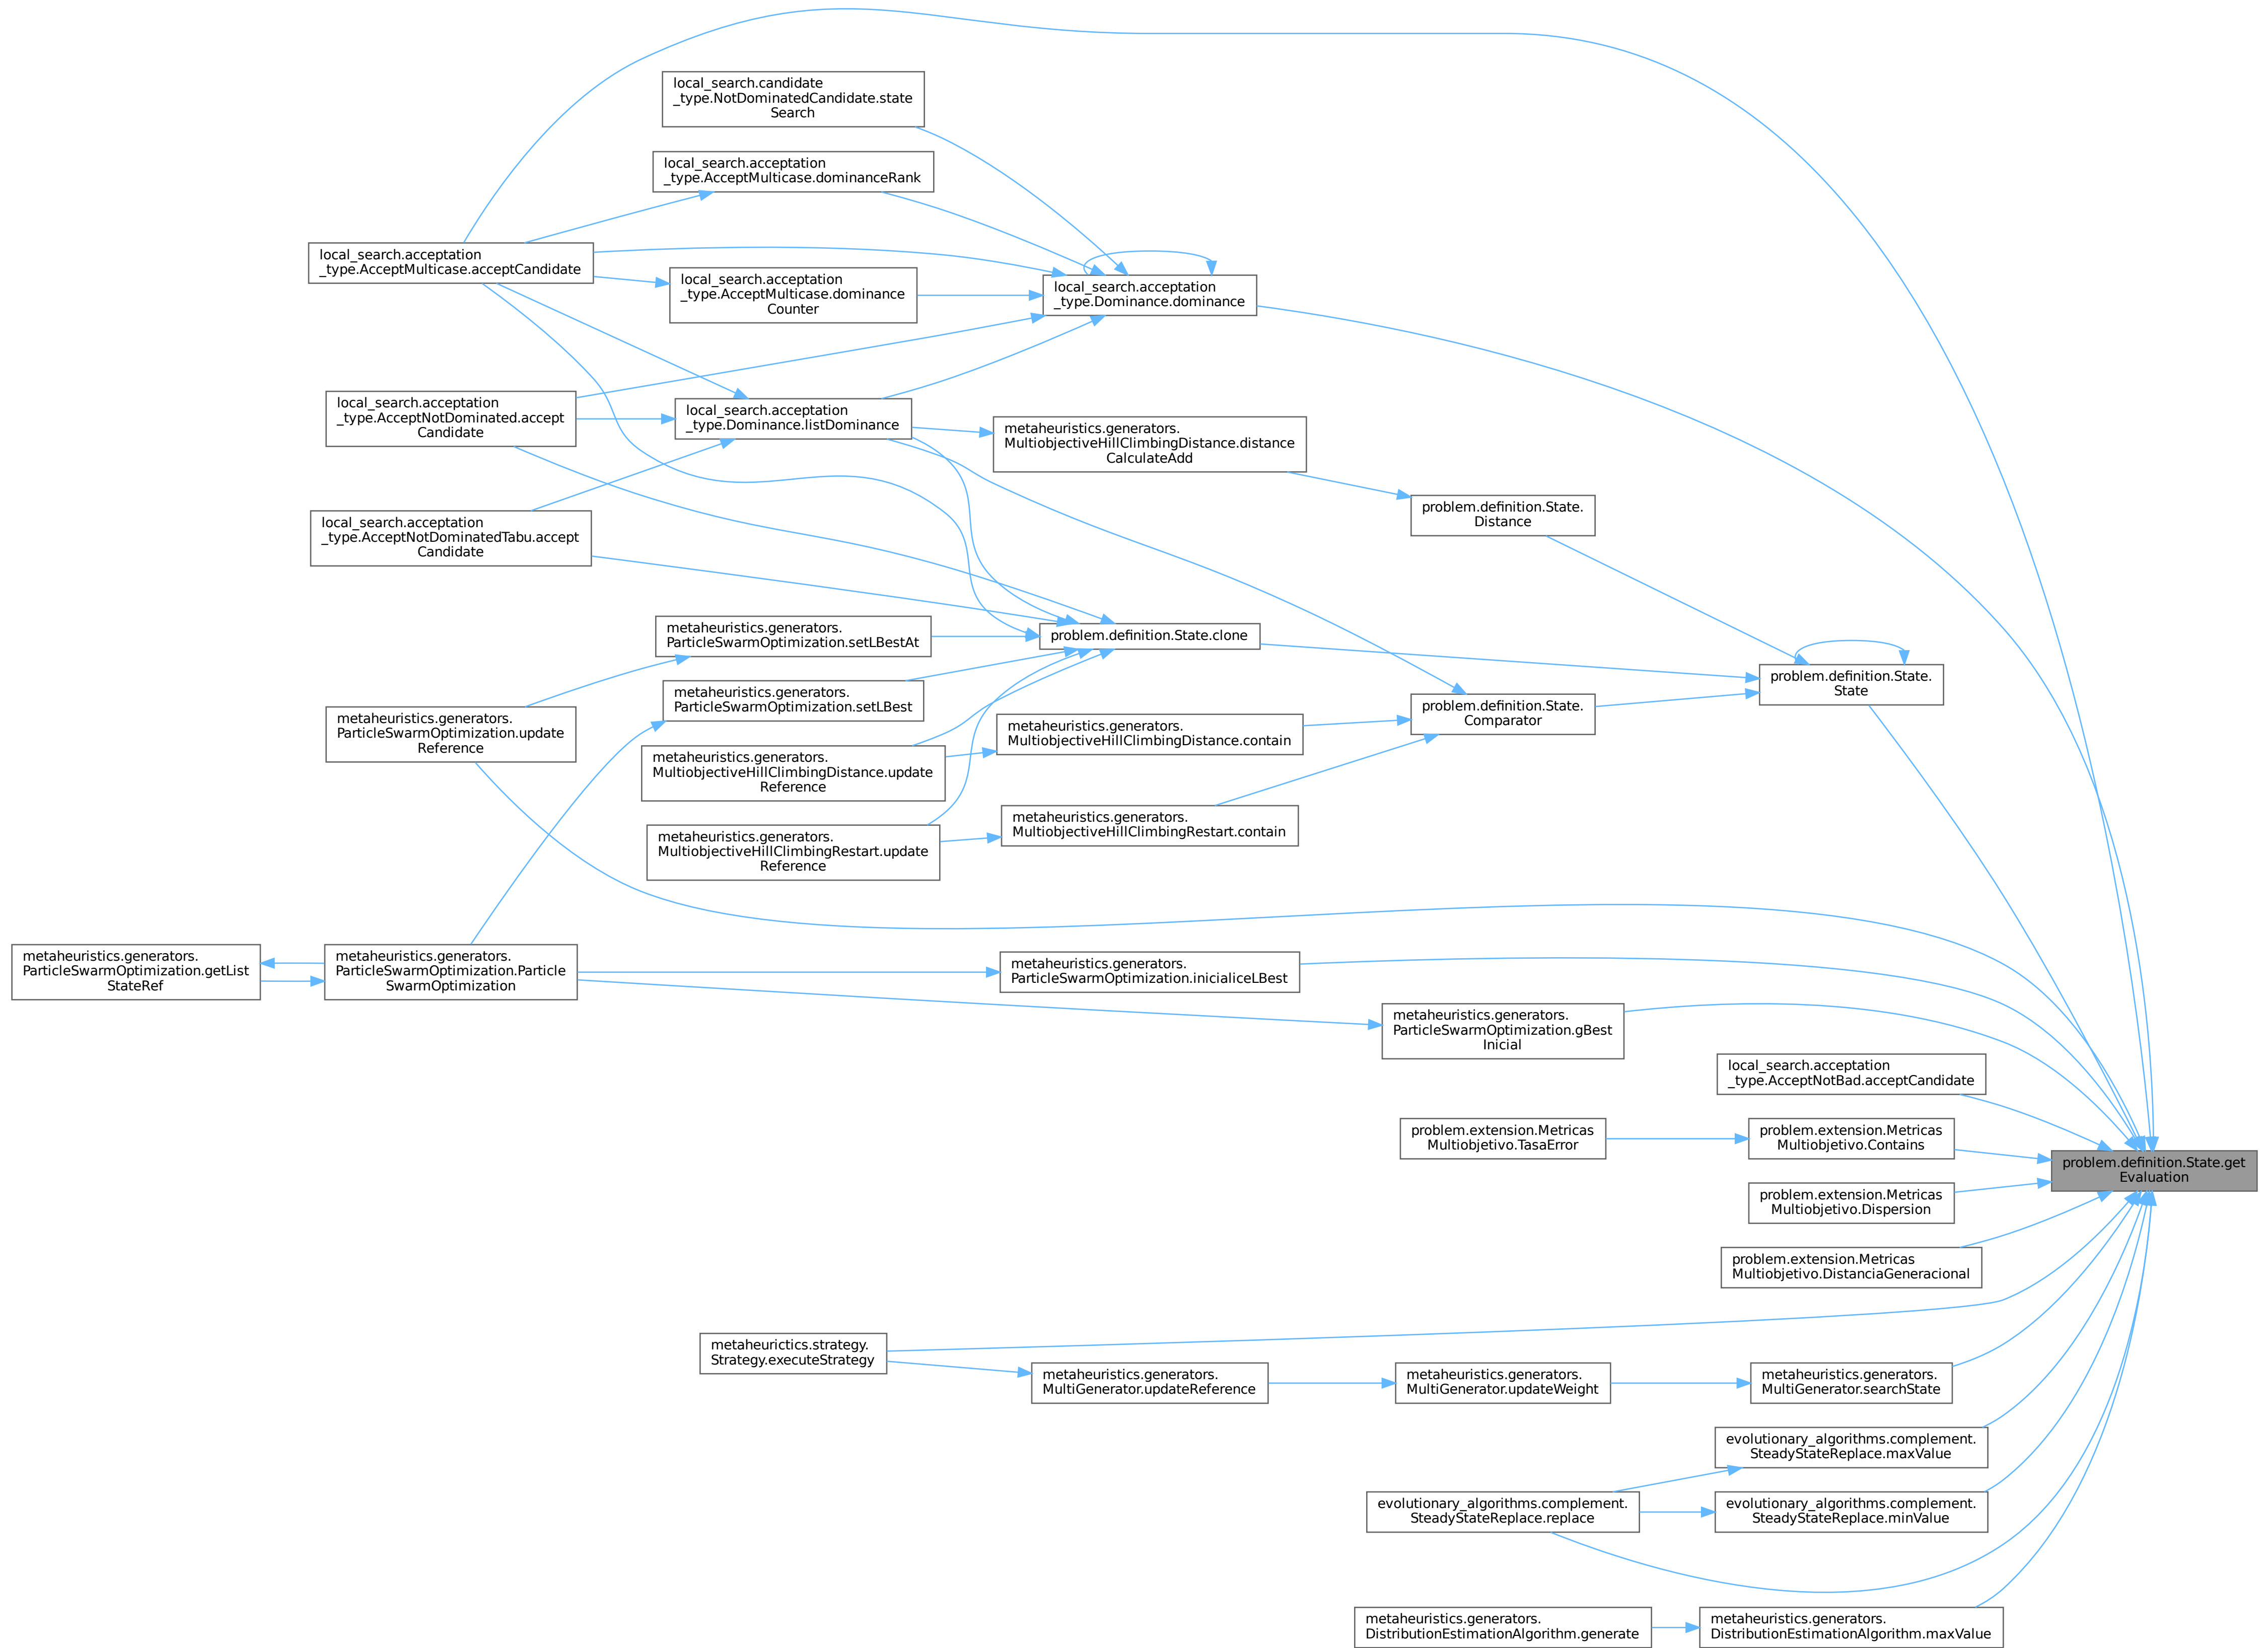 local_search.candidate
_type.NotDominatedCandidate.state
Search
local_search.acceptation
_type.AcceptMulticase.dominanceRank
local_search.acceptation
_type.AcceptMulticase.acceptCandidate
local_search.acceptation
_type.AcceptMulticase.dominance
Counter
local_search.acceptation
_type.Dominance.dominance
local_search.acceptation
_type.AcceptNotDominated.accept
Candidate
local_search.acceptation
_type.Dominance.listDominance
metaheuristics.generators.
MultiobjectiveHillClimbingDistance.distance
CalculateAdd
problem.definition.State.
Distance
local_search.acceptation
_type.AcceptNotDominatedTabu.accept
Candidate
metaheuristics.generators.
ParticleSwarmOptimization.setLBestAt
problem.definition.State.clone
problem.definition.State.
State
metaheuristics.generators.
ParticleSwarmOptimization.setLBest
problem.definition.State.
Comparator
metaheuristics.generators.
ParticleSwarmOptimization.update
Reference
metaheuristics.generators.
MultiobjectiveHillClimbingDistance.contain
metaheuristics.generators.
MultiobjectiveHillClimbingDistance.update
Reference
metaheuristics.generators.
MultiobjectiveHillClimbingRestart.contain
metaheuristics.generators.
MultiobjectiveHillClimbingRestart.update
Reference
metaheuristics.generators.
ParticleSwarmOptimization.getList
StateRef
metaheuristics.generators.
ParticleSwarmOptimization.Particle
SwarmOptimization
metaheuristics.generators.
ParticleSwarmOptimization.inicialiceLBest
metaheuristics.generators.
ParticleSwarmOptimization.gBest
Inicial
local_search.acceptation
_type.AcceptNotBad.acceptCandidate
problem.extension.Metricas
Multiobjetivo.TasaError
problem.extension.Metricas
Multiobjetivo.Contains
problem.definition.State.get
Evaluation
problem.extension.Metricas
Multiobjetivo.Dispersion
problem.extension.Metricas
Multiobjetivo.DistanciaGeneracional
metaheurictics.strategy.
Strategy.executeStrategy
metaheuristics.generators.
MultiGenerator.updateReference
metaheuristics.generators.
MultiGenerator.updateWeight
metaheuristics.generators.
MultiGenerator.searchState
evolutionary_algorithms.complement.
SteadyStateReplace.maxValue
evolutionary_algorithms.complement.
SteadyStateReplace.replace
evolutionary_algorithms.complement.
SteadyStateReplace.minValue
metaheuristics.generators.
DistributionEstimationAlgorithm.generate
metaheuristics.generators.
DistributionEstimationAlgorithm.maxValue